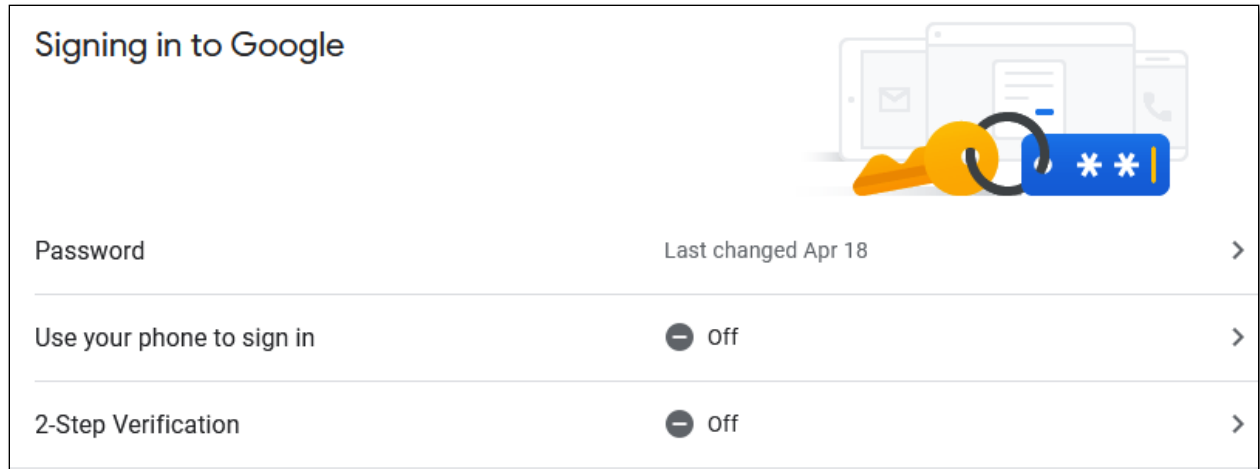 Signing in to Google
**
Password Last changed Apr 18
Use your phone to sign in Off
2-Step Verification Off